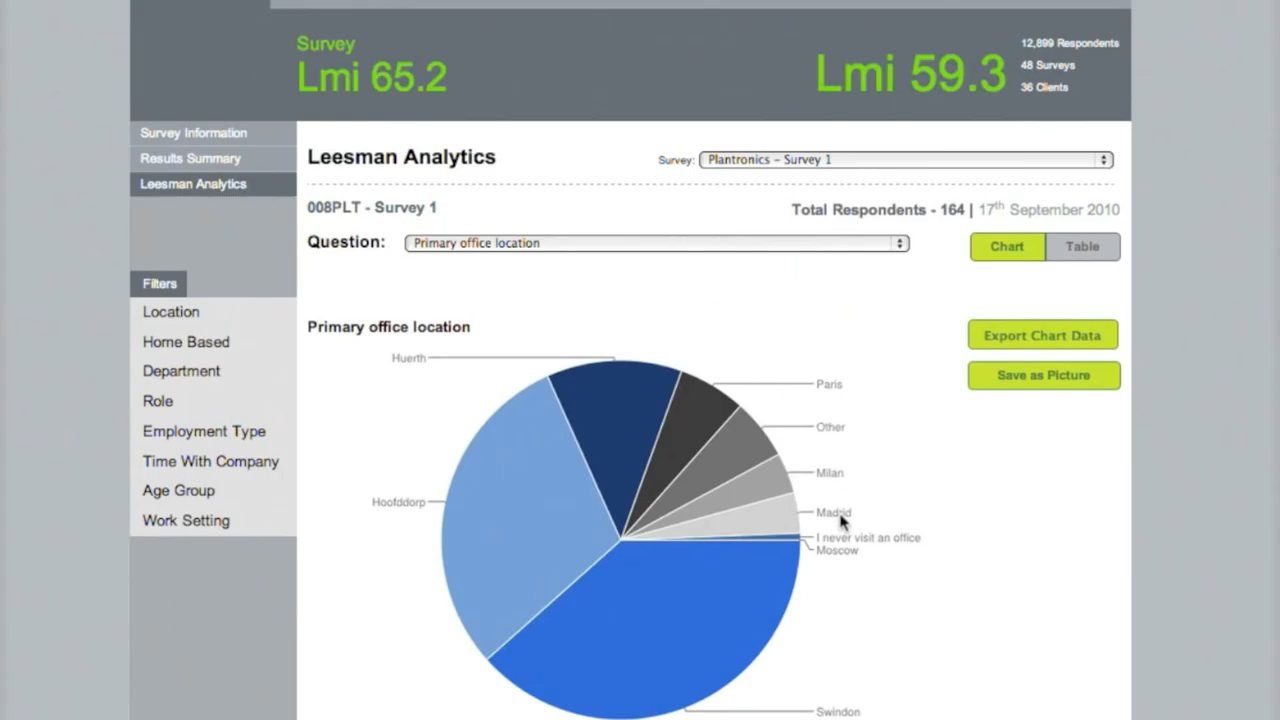 Survey
Lmi 65.2
Lmi 59.3
12,899 Respondents
48 Surveys
36 Clients
Survey Information
Results Summary
Leesman Analytics
Leesman Analytics
Survey: Plantronics – Survey 1
008PLT - Survey 1
Total Respondents - 164 | 17th September 2010
Question: Primary office location
Chart Table
Filters
Location
Home Based
Department
Role
Employment Type
Time With Company
Age Group
Work Setting
Primary office location
Export Chart Data
Save as Picture
Huerth
Paris
Other
Milan
Hoofddorp
Madrid
I never visit an office
Moscow
Swindon